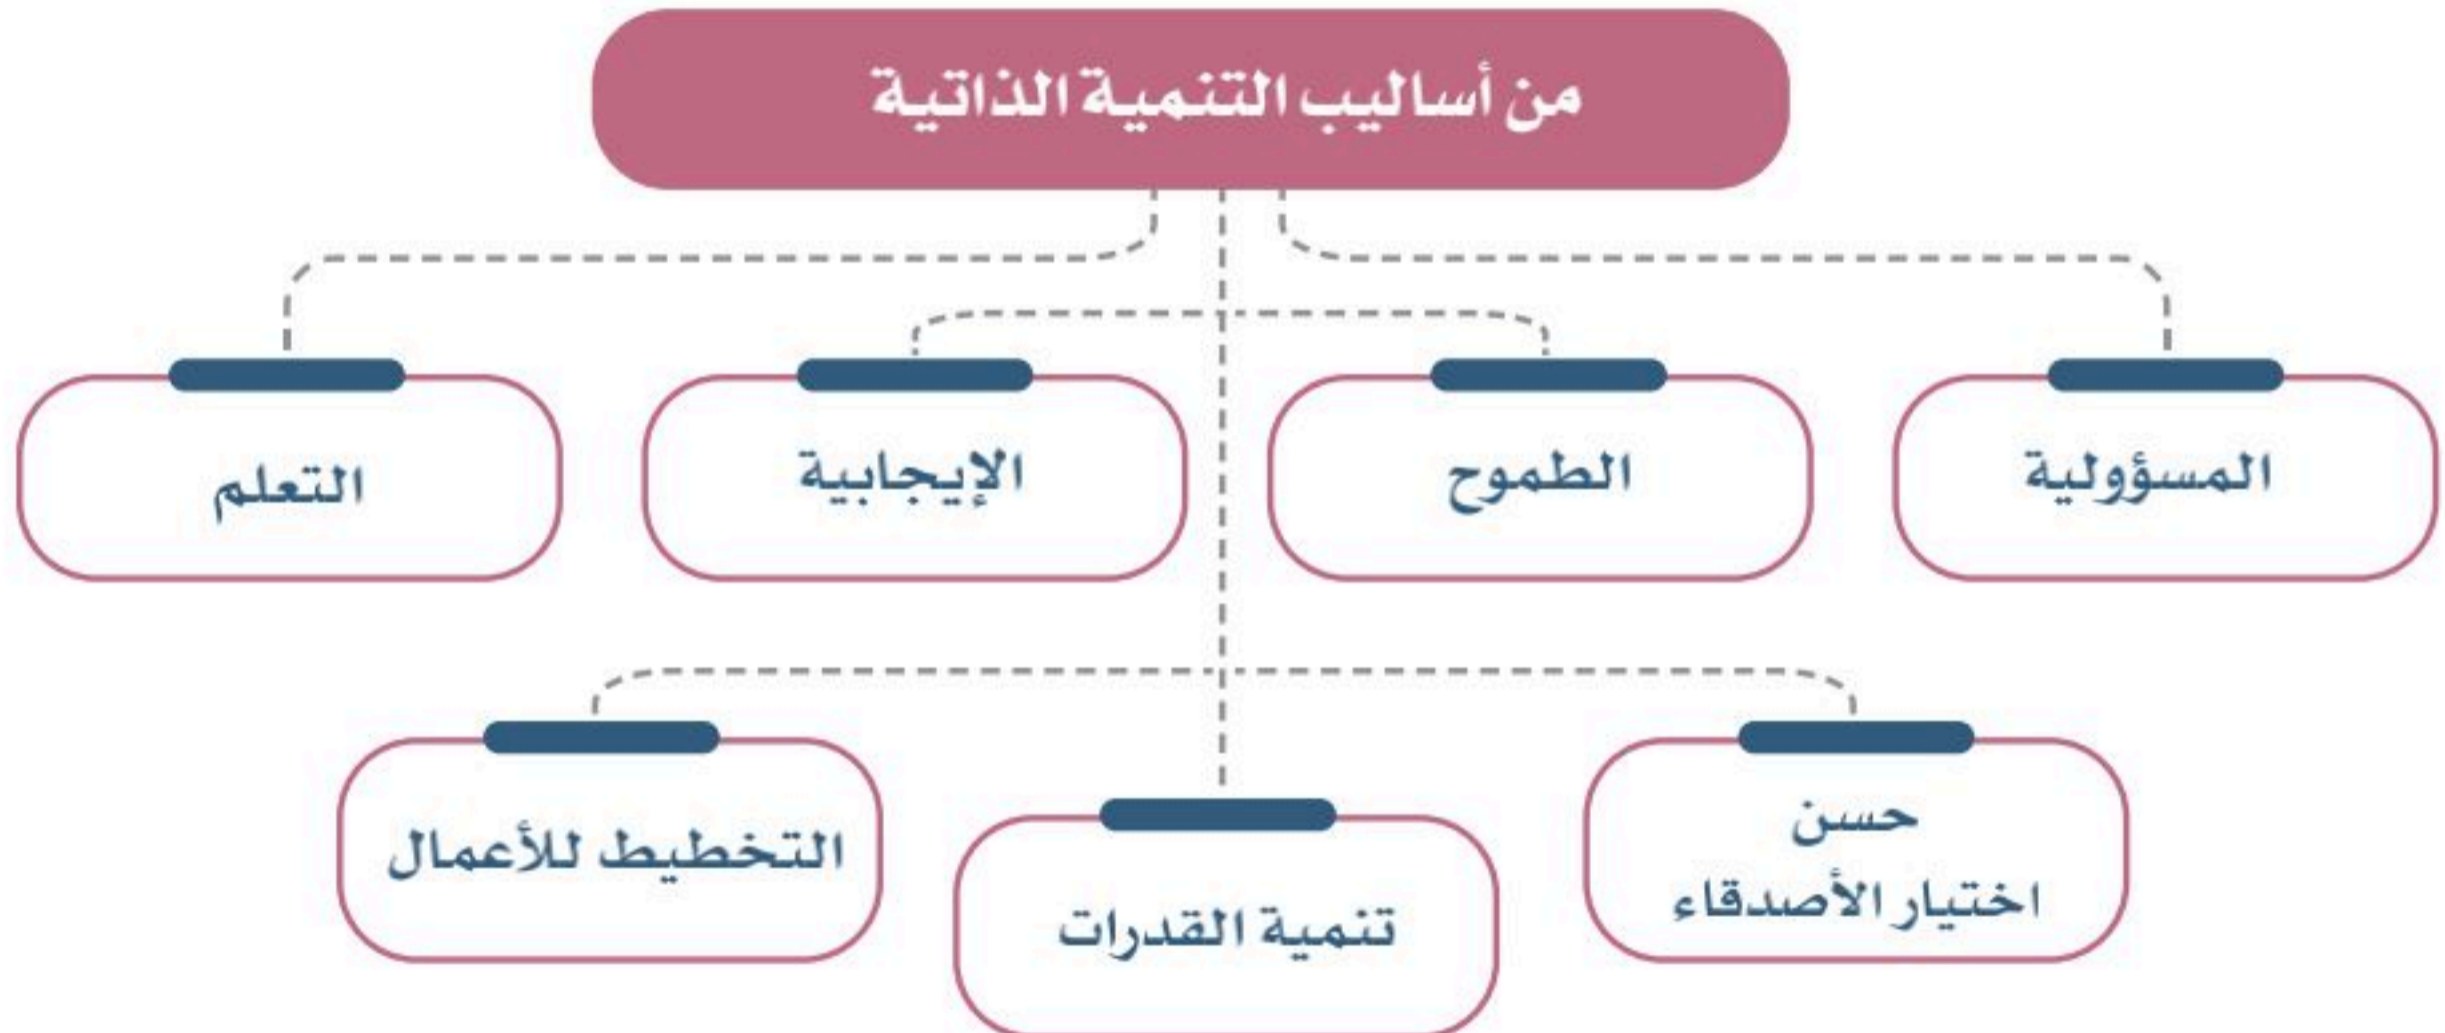 من أساليب التنمية الذاتية
المسؤولية
الطموح
الإيجابية
التعلم
حسن
اختيار الأصدقاء
تنمية القدرات
التخطيط للأعمال